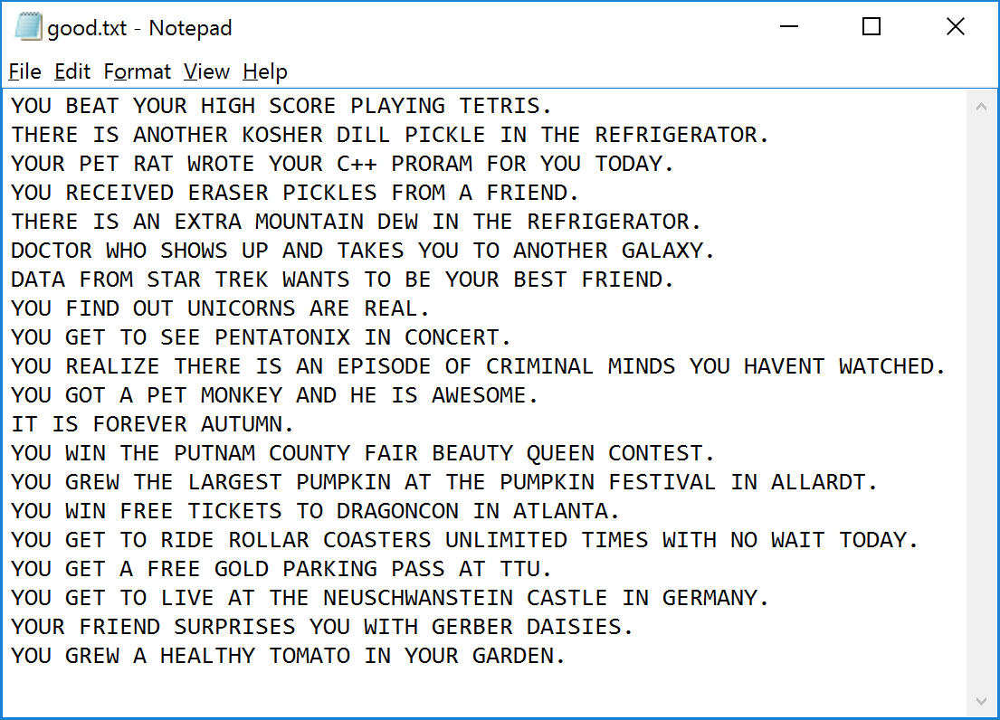 good.txt - Notepad
File Edit Format View Help
YOU BEAT YOUR HIGH SCORE PLAYING TETRIS.
THERE IS ANOTHER KOSHER DILL PICKLE IN THE REFRIGERATOR.
YOUR PET RAT WROTE YOUR C++ PRORAM FOR YOU TODAY.
YOU RECEIVED ERASER PICKLES FROM A FRIEND.
THERE IS AN EXTRA MOUNTAIN DEW IN THE REFRIGERATOR.
DOCTOR WHO SHOWS UP AND TAKES YOU TO ANOTHER GALAXY.
DATA FROM STAR TREK WANTS TO BE YOUR BEST FRIEND.
YOU FIND OUT UNICORNS ARE REAL.
YOU GET TO SEE PENTATONIX IN CONCERT.
YOU REALIZE THERE IS AN EPISODE OF CRIMINAL MINDS YOU HAVENT WATCHED.
YOU GOT A PET MONKEY AND HE IS AWESOME.
IT IS FOREVER AUTUMN.
YOU WIN THE PUTNAM COUNTY FAIR BEAUTY QUEEN CONTEST.
YOU GREW THE LARGEST PUMPKIN AT THE PUMPKIN FESTIVAL IN ALLARDT.
YOU WIN FREE TICKETS TO DRAGONCON IN ATLANTA.
YOU GET TO RIDE ROLLAR COASTERS UNLIMITED TIMES WITH NO WAIT TODAY.
YOU GET A FREE GOLD PARKING PASS AT TTU.
YOU GET TO LIVE AT THE NEUSCHWANSTEIN CASTLE IN GERMANY.
YOUR FRIEND SURPRISES YOU WITH GERBER DAISIES.
YOU GREW A HEALTHY TOMATO IN YOUR GARDEN.